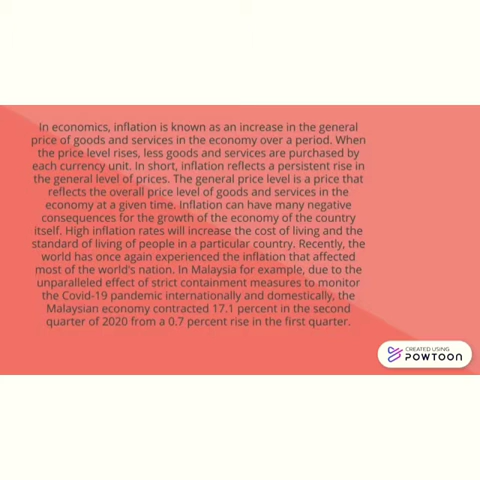 In economics, inflation is known as an increase in the general
price of goods and services in the economy over a period. When
the price level rises, less goods and services are purchased by
each currency unit. In short, inflation reflects a persistent rise in
the general level of prices. The general price level is a price that
reflects the overall price level of goods and services in the
economy at a given time. Inflation can have many negative
consequences for the growth of the economy of the country
itself. High inflation rates will increase the cost of living and the
standard of living of people in a particular country. Recently, the
world has once again experienced the inflation that affected
most of the world's nation. In Malaysia for example, due to the
unparalleled effect of strict containment measures to monitor
the Covid-19 pandemic internationally and domestically, the
Malaysian economy contracted 17.1 percent in the second
quarter of 2020 from a 0.7 percent rise in the first quarter.
CREATED USING
POWTOON